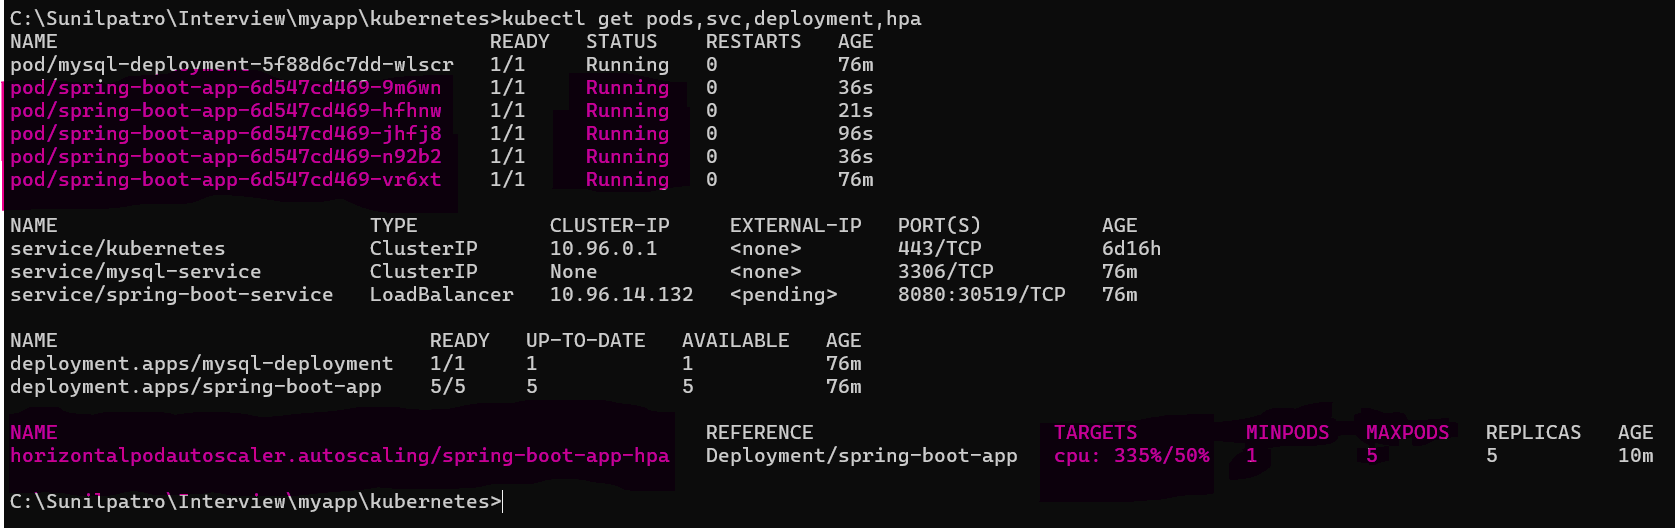 C:\Sunilpatro\Interview\myapp\kubernetes>kubectl get pods,svc,deployment,hpa
NAME READY STATUS RESTARTS AGE
pod/mysql-deployment-5f88d6c7dd-wlscr 1/1 Running 0 76m
pod/spring-boot-app-6d547cd469-9m6wn 1/1 Running 0 36s
pod/spring-boot-app-6d547cd469-hfhnw 1/1 Running 0 21s
pod/spring-boot-app-6d547cd469-jhfj8 1/1 Running 0 96s
pod/spring-boot-app-6d547cd469-n92b2 1/1 Running 0 36s
pod/spring-boot-app-6d547cd469-vr6xt 1/1 Running 0 76m
NAME TYPE CLUSTER-IP EXTERNAL-IP PORT(S) AGE
service/kubernetes ClusterIP 10.96.0.1 <none> 443/TCP 6d16h
service/mysql-service ClusterIP None <none> 3306/TCP 76m
service/spring-boot-service LoadBalancer 10.96.14.132 <pending> 8080:30519/TCP 76m
NAME READY UP-TO-DATE AVAILABLE AGE
deployment.apps/mysql-deployment 1/1 1 1 76m
deployment.apps/spring-boot-app 5/5 5 5 76m
NAME REFERENCE TARGETS MINPODS MAXPODS REPLICAS AGE
horizontalpodautoscaler.autoscaling/spring-boot-app-hpa Deployment/spring-boot-app cpu: 335%/50% 1 5 5 10m
C:\Sunilpatro\Interview\myapp\kubernetes>